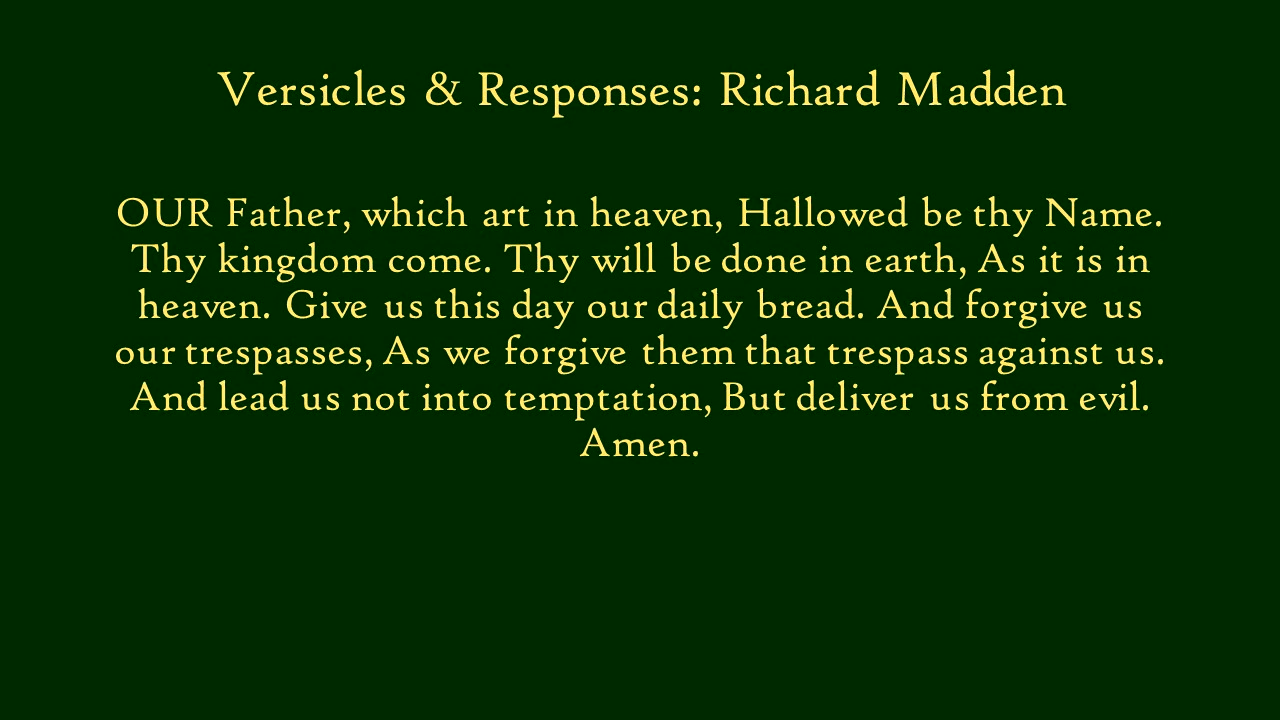 Versicles & Responses: Richard Madden
OUR Father, which art in heaven, Hallowed be thy Name.
Thy kingdom come. Thy will be done in earth, As it is in
heaven. Give us this day our daily bread. And forgive us
our trespasses, As we forgive them that trespass against us.
And lead us not into temptation, But deliver us from evil.
Amen.